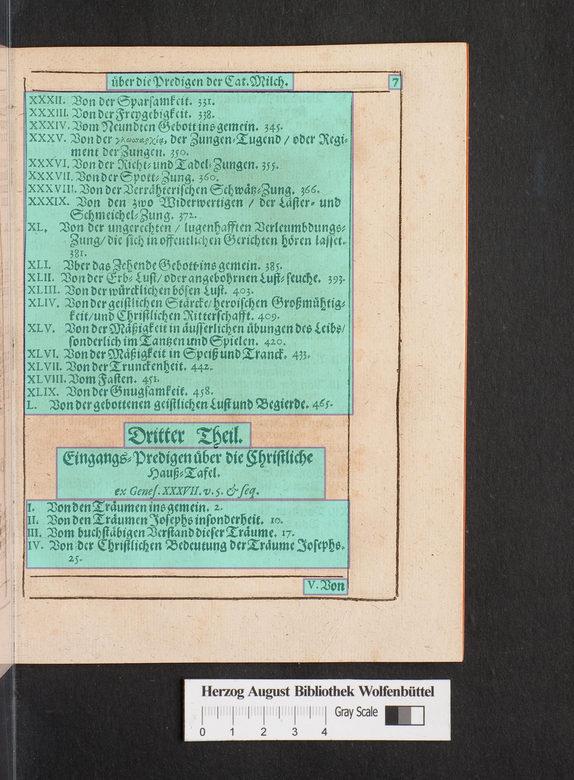 über die Predigen der Cat. Milch. 7
XXXII. Von der Sparsamkeit. 331.
XXXIII. Von der Freygebigkeit. 338.
XXXIV. Vom Neundten Gebott ins gemein. 345.
XXXV. Von der γλωσσαρχίᾳ, der Zungen-Tugend / oder Regi-
ment der Zungen. 350.
XXXVI. Von der Richt- und Tadel-Zungen. 355.
XXXVII. Von der Spott-Zung. 360.
XXXVIII. Von der Verrähterischen Schwätz-Zung. 366.
XXXIX. Von den zwo Widerwertigen / der Läster- und
Schmeichel-Zung. 372.
XL. Von der ungerechten / lugenhafften Verleumbdungs-
Zung / die sich in offentlichen Gerichten hören lasset.
381.
XLI. Vber das Zehende Gebott ins gemein. 385.
XLII. Von der Erb-Lust / oder angebohrnen Lust-seuche. 393.
XLIII. Von der würcklichen bösen Lust. 403.
XLIV. Von der geistlichen Stärcke / heroischen Großmühtig-
keit / und Christlichen Ritterschafft. 409.
XLV. Von der Mäßigkeit in äusserlichen übungen des Leibs /
sonderlich im Tantzen und Spielen. 420.
XLVI. Von der Mäßigkeit in Speiß und Tranck. 433.
XLVII. Von der Trunckenheit. 442.
XLVIII. Vom Fasten. 451.
XLIX. Von der Gnugsamkeit. 458.
L. Von der gebottenen geistlichen Lust und Begierde. 465.
Dritter Theil.
Eingangs-Predigen über die Christliche
Hauß-Tafel.
ex Genes. XXXVII. v. 5. & seq.
I. Von den Träumen ins gemein. 2.
II. Von den Träumen Josephs insonderheit. 10.
III. Vom buchstäbigen Verstand dieser Träume. 17.
IV. Von der Christlichen Bedeutung der Träume Josephs.
25.
V. Von
Herzog August Bibliothek Wolfenbüttel
Gray Scale
0 1 2 3 4